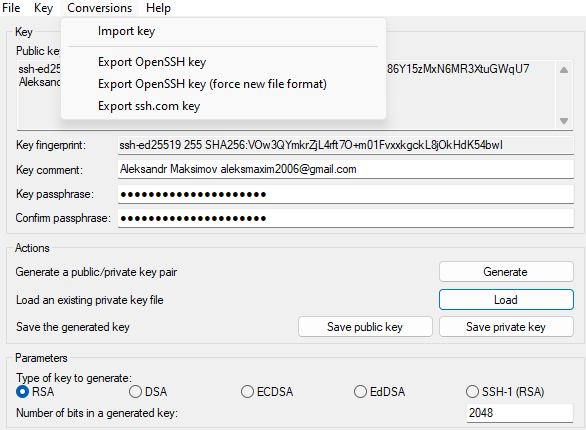 File Key Conversions Help
Import key
Export OpenSSH key
Export OpenSSH key (force new file format)
Export ssh.com key
Key
Public key
ssh-ed25 86Y15zMxN6MR3XtuGWqU7
Aleksand
Key fingerprint: ssh-ed25519 255 SHA256:VOw3QYmkrZjL4rft7O+m01FvxxkgckL8jOkHdK54bwI
Key comment: Aleksandr Maksimov aleksmaxim2006@gmail.com
Key passphrase: ●●●●●●●●●●●●●●●●●●●●●
Confirm passphrase: ●●●●●●●●●●●●●●●●●●●●●
Actions
Generate a public/private key pair Generate
Load an existing private key file Load
Save the generated key Save public key Save private key
Parameters
Type of key to generate:
RSA DSA ECDSA EdDSA SSH-1 (RSA)
Number of bits in a generated key: 2048